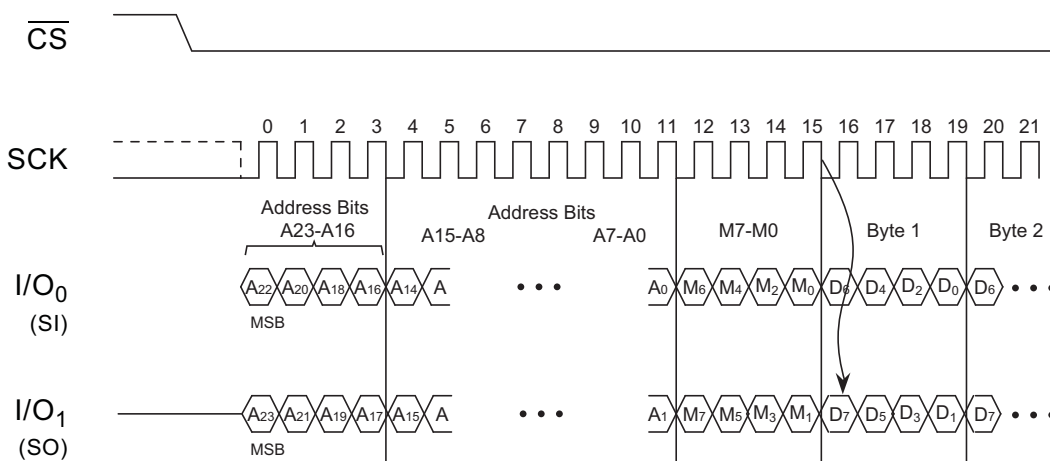 CS
0 1 2 3 4 5 6 7 8 9 10 11 12 13 14 15 16 17 18 19 20 21
SCK
Address Bits
A23-A16
Address Bits
A15-A8
A7-A0
M7-M0
Byte 1
Byte 2
I/O0
(SI)
A22 A20 A18 A16 A14 A • • • A0 M6 M4 M2 M0 D6 D4 D2 D0 D6 • • •
MSB
I/O1
(SO)
A23 A21 A19 A17 A15 A • • • A1 M7 M5 M3 M1 D7 D5 D3 D1 D7 • • •
MSB